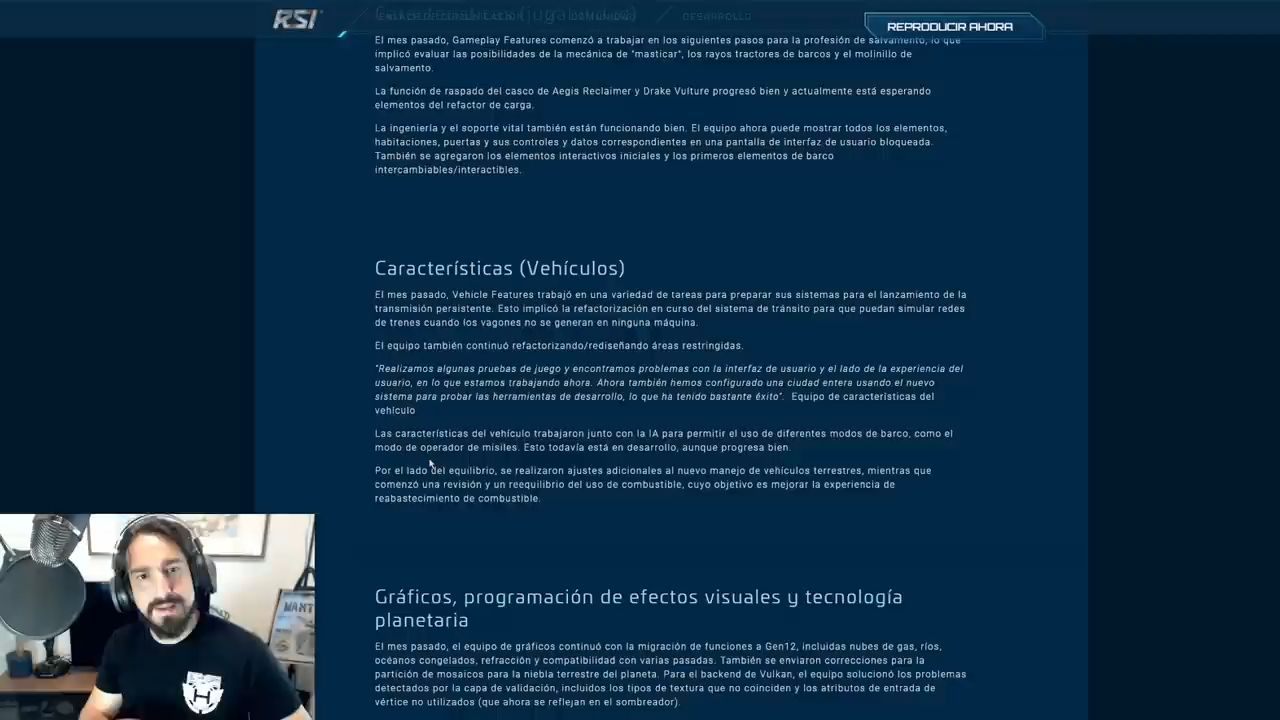 RSI
DESARROLLO
REPRODUCIR AHORA
El mes pasado, Gameplay Features comenzó a trabajar en los siguientes pasos para la profesión de salvamento, lo que
implicó evaluar las posibilidades de la mecánica de "masticar", los rayos tractores de barcos y el molinillo de
salvamento.
La función de raspado del casco de Aegis Reclaimer y Drake Vulture progresó bien y actualmente está esperando
elementos del refactor de carga.
La ingeniería y el soporte vital también están funcionando bien. El equipo ahora puede mostrar todos los elementos,
habitaciones, puertas y sus controles y datos correspondientes en una pantalla de interfaz de usuario bloqueada.
También se agregaron los elementos interactivos iniciales y los primeros elementos de barco
intercambiables/interactibles.
Características (Vehículos)
El mes pasado, Vehicle Features trabajó en una variedad de tareas para preparar sus sistemas para el lanzamiento de la
transmisión persistente. Esto implicó la refactorización en curso del sistema de tránsito para que puedan simular redes
de trenes cuando los vagones no se generan en ninguna máquina.
El equipo también continuó refactorizando/rediseñando áreas restringidas.
"Realizamos algunas pruebas de juego y encontramos problemas con la interfaz de usuario y el lado de la experiencia del
usuario, en lo que estamos trabajando ahora. Ahora también hemos configurado una ciudad entera usando el nuevo
sistema para probar las herramientas de desarrollo, lo que ha tenido bastante éxito". Equipo de características del
vehículo
Las características del vehículo trabajaron junto con la IA para permitir el uso de diferentes modos de barco, como el
modo de operador de misiles. Esto todavía está en desarrollo, aunque progresa bien.
Por el lado del equilibrio, se realizaron ajustes adicionales al nuevo manejo de vehículos terrestres, mientras que
comenzó una revisión y un reequilibrio del uso de combustible, cuyo objetivo es mejorar la experiencia de
reabastecimiento de combustible.
Gráficos, programación de efectos visuales y tecnología
planetaria
El mes pasado, el equipo de gráficos continuó con la migración de funciones a Gen12, incluidas nubes de gas, ríos,
océanos congelados, refracción y compatibilidad con varias pasadas. También se enviaron correcciones para la
partición de mosaicos para la niebla terrestre del planeta. Para el backend de Vulkan, el equipo solucionó los problemas
detectados por la capa de validación, incluidos los tipos de textura que no coinciden y los atributos de entrada de
vértice no utilizados (que ahora se reflejan en el sombreador).